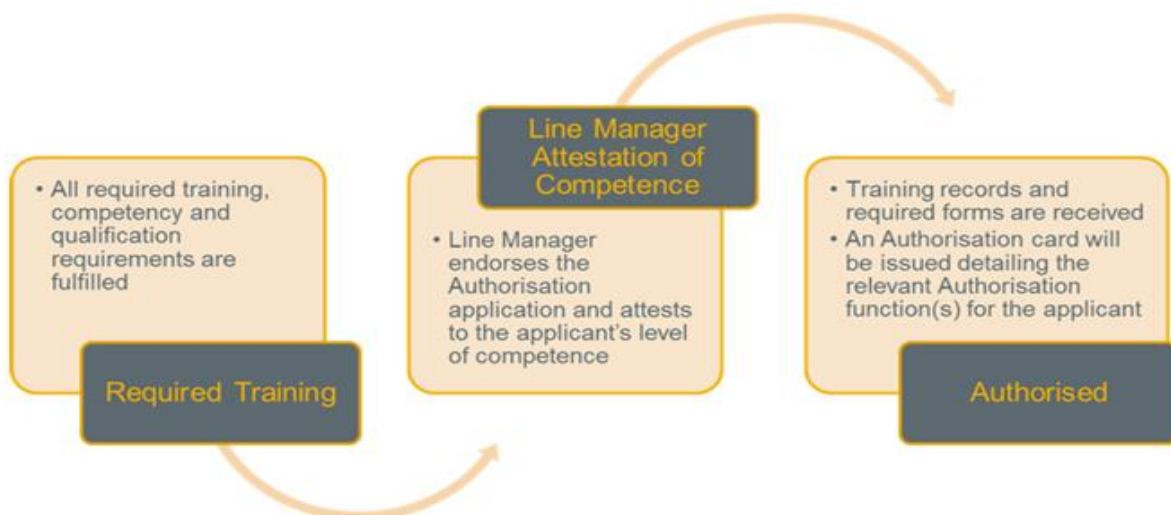 • All required training,
competency and
qualification
requirements are
fulfilled
Required Training
Line Manager
Attestation of
Competence
• Line Manager
endorses the
Authorisation
application and attests
to the applicant's level
of competence
• Training records and
required forms are received
• An Authorisation card will
be issued detailing the
relevant Authorisation
function(s) for the applicant
Authorised